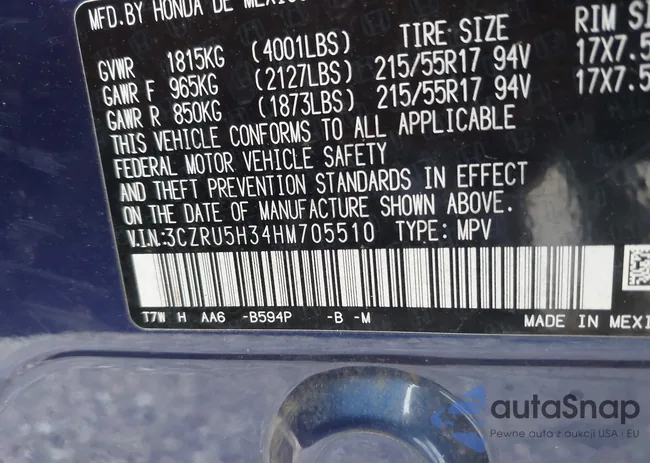 MFD.BY HONDA DE MEXICO
TIRE SIZE RIM SI
GVWR 1815KG (4001LBS)
GAWR F 965KG (2127LBS) 215/55R17 94V 17X7.5
GAWR R 850KG (1873LBS) 215/55R17 94V 17X7.5
THIS VEHICLE CONFORMS TO ALL APPLICABLE
FEDERAL MOTOR VEHICLE SAFETY
AND THEFT PREVENTION STANDARDS IN EFFECT
ON THE DATE OF MANUFACTURE SHOWN ABOVE.
V.I.N:3CZRU5H34HM705510 TYPE: MPV
T7W H AA6 -B594P -B -M
MADE IN MEXI
autaSnap
Pewne auta z aukcji USA i EU